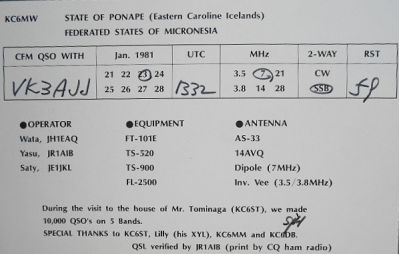 KC6MW STATE OF PONAPE (Eastern Caroline Icelands)
FEDERATED STATES OF MICRONESIA
CFM QSO WITH Jan. 1981 UTC MHz 2-WAY RST
21 22 23 24 3.5 7 21 CW
VK3AJJ 1332
25 26 27 28 3.8 14 28 SSB
●OPERATOR ●EQUIPMENT ●ANTENNA
Wata, JH1EAQ FT-101E AS-33
Yasu, JR1AIB TS-520 14AVQ
Saty, JE1JKL TS-900 Dipole (7MHz)
FL-2500 Inv. Vee (3.5/3.8MHz)
During the visit to the house of Mr. Tominaga (KC6ST), we made
10,000 QSO's on 5 Bands.
SPECIAL THANKS to KC6ST, Lilly (his XYL), KC6MM and KC6DB.
QSL verified by JR1AIB (print by CQ ham radio)